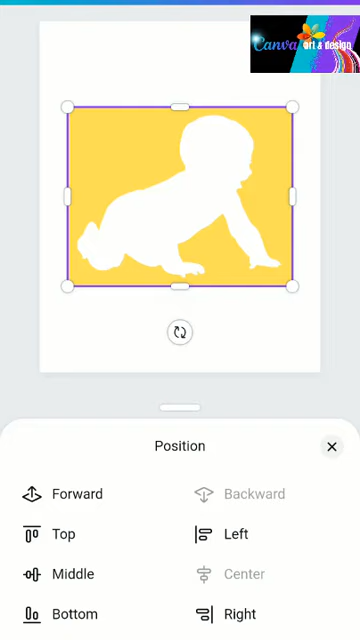 Canva art & design
Position
Forward
Backward
Top
Left
Middle
Center
Bottom
Right